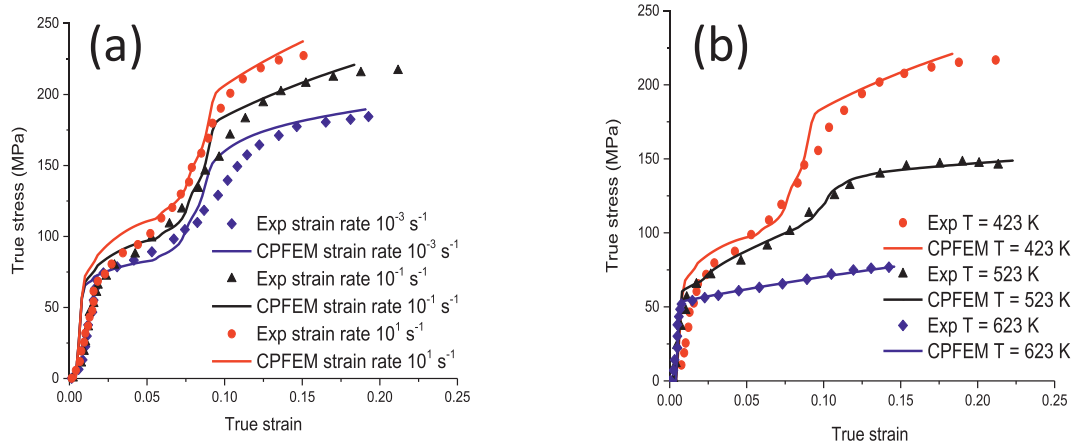 (a)
250
200
150
100
50
0
True stress (MPa)
0.00 0.05 0.10 0.15 0.20 0.25
True strain
Exp strain rate 10⁻³ s⁻¹
CPFEM strain rate 10⁻³ s⁻¹
Exp strain rate 10⁻¹ s⁻¹
CPFEM strain rate 10⁻¹ s⁻¹
Exp strain rate 10¹ s⁻¹
CPFEM strain rate 10¹ s⁻¹
(b)
250
200
150
100
50
0
True stress (MPa)
0.00 0.05 0.10 0.15 0.20 0.25
True strain
Exp T = 423 K
CPFEM T = 423 K
Exp T = 523 K
CPFEM T = 523 K
Exp T = 623 K
CPFEM T = 623 K